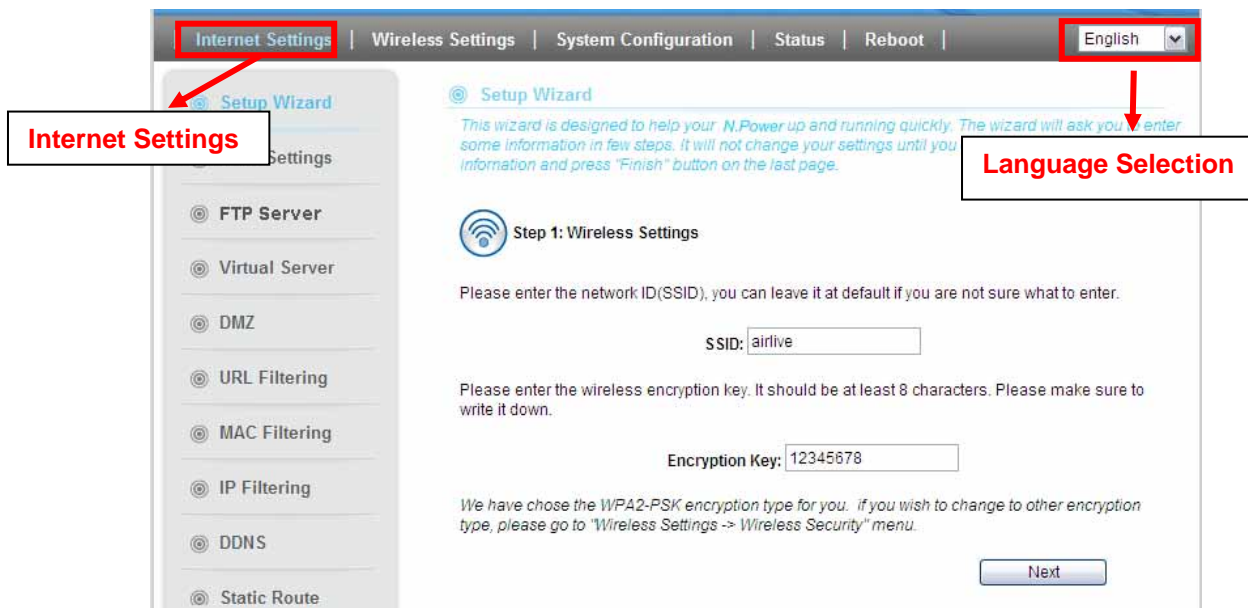 Internet Settings | Wireless Settings | System Configuration | Status | Reboot | English
Internet Settings
Language Selection
Setup Wizard
Settings
FTP Server
Virtual Server
DMZ
URL Filtering
MAC Filtering
IP Filtering
DDNS
Static Route
Setup Wizard
This wizard is designed to help your N.Power up and running quickly. The wizard will ask you to enter
some information in few steps. It will not change your settings until you
infomation and press "Finish" button on the last page.
Step 1: Wireless Settings
Please enter the network ID(SSID), you can leave it at default if you are not sure what to enter.
SSID: airlive
Please enter the wireless encryption key. It should be at least 8 characters. Please make sure to
write it down.
Encryption Key: 12345678
We have chose the WPA2-PSK encryption type for you. if you wish to change to other encryption
type, please go to "Wireless Settings -> Wireless Security" menu.
Next